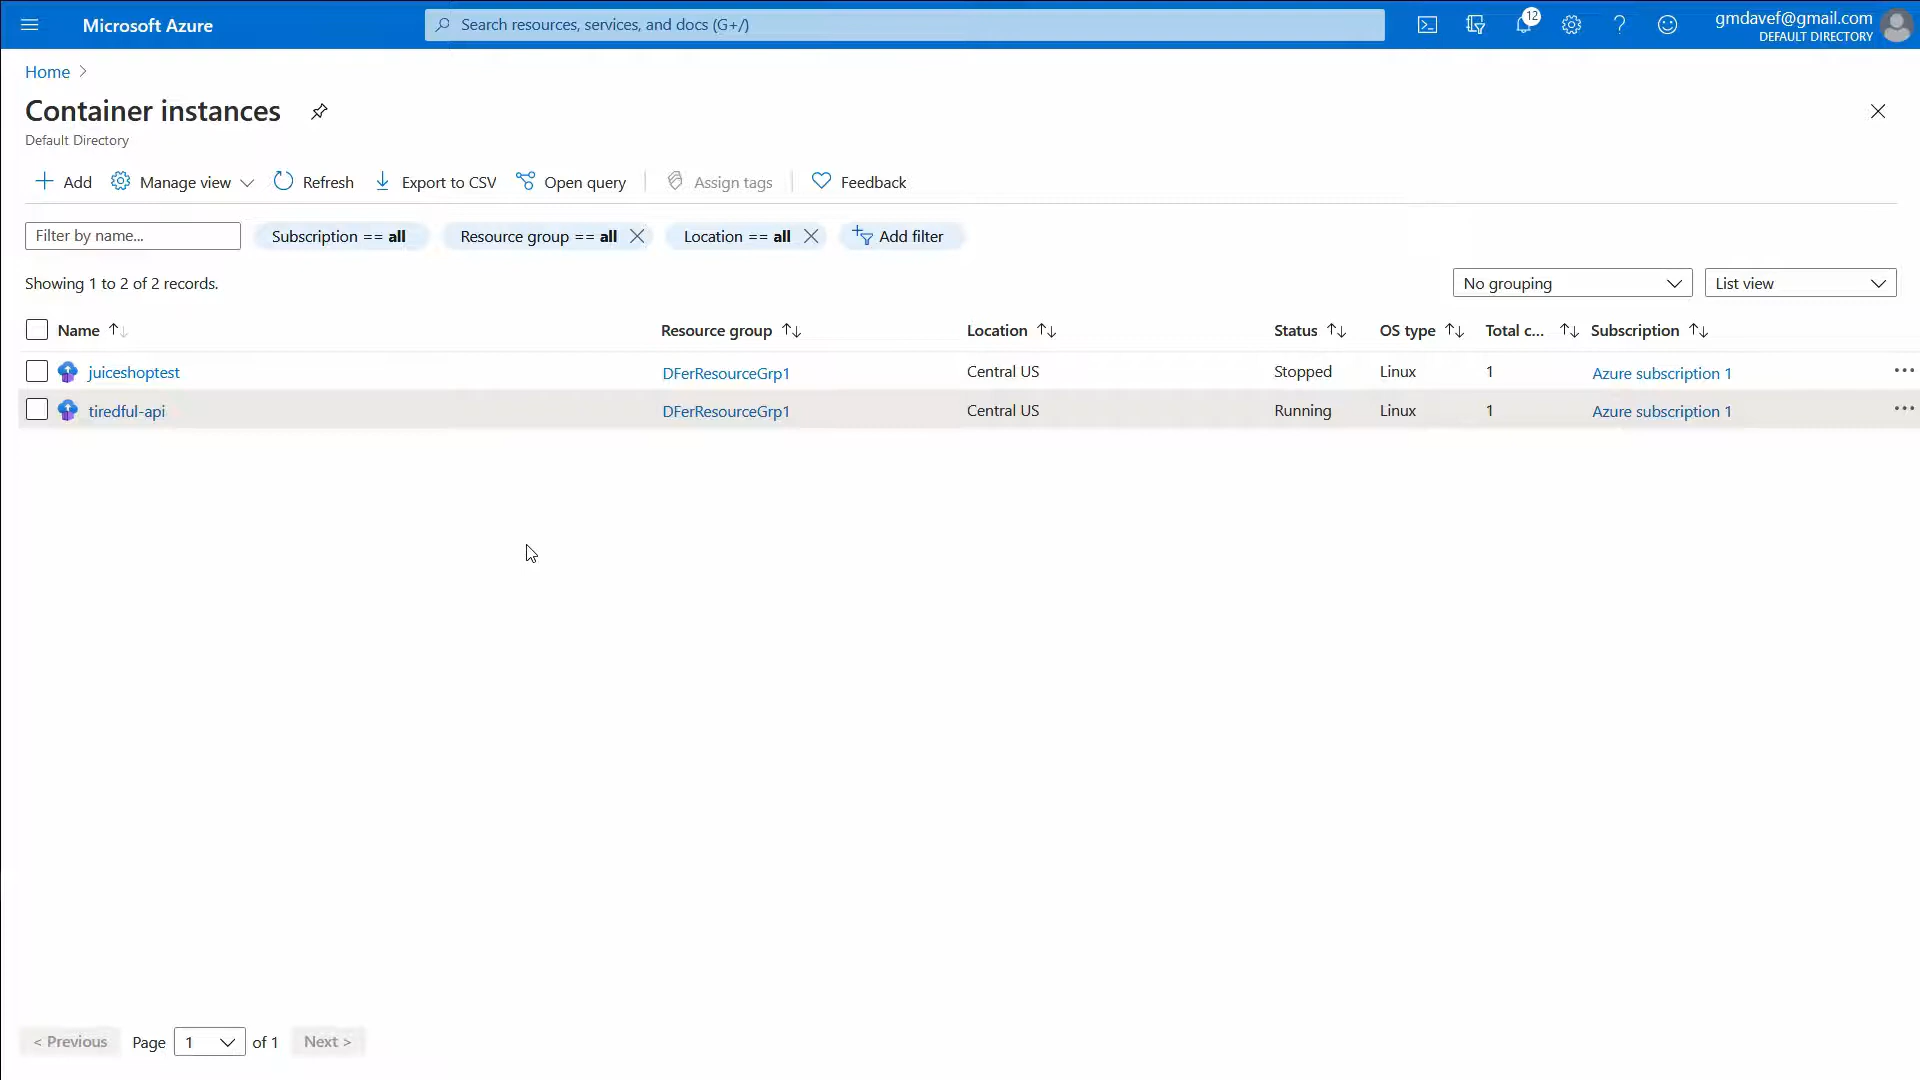 Microsoft Azure
Search resources, services, and docs (G+/)
12
gmdavef@gmail.com
DEFAULT DIRECTORY
Home
Container instances
Default Directory
Add
Manage view
Refresh
Export to CSV
Open query
Assign tags
Feedback
Filter by name...
Subscription == all
Resource group == all
Location == all
Add filter
Showing 1 to 2 of 2 records.
No grouping
List view
Name Resource group Location Status OS type Total c... Subscription
juiceshoptest DFerResourceGrp1 Central US Stopped Linux 1 Azure subscription 1 ...
tiredful-api DFerResourceGrp1 Central US Running Linux 1 Azure subscription 1 ...
< Previous Page 1 of 1 Next >